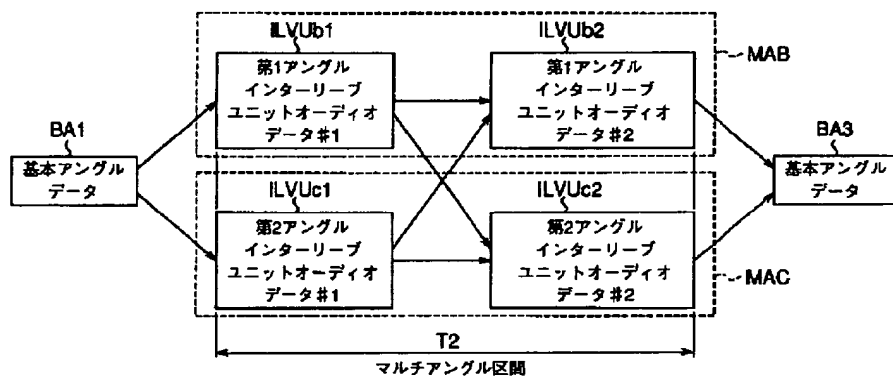 ILVUb1
ILVUb2
MAB
第1アングル
インターリーブ
ユニットオーディオ
データ#1
第1アングル
インターリーブ
ユニットオーディオ
データ#2
BA1
基本アングル
データ
BA3
基本アングル
データ
ILVUc1
ILVUc2
第2アングル
インターリーブ
ユニットオーディオ
データ#1
第2アングル
インターリーブ
ユニットオーディオ
データ#2
MAC
T2
マルチアングル区間